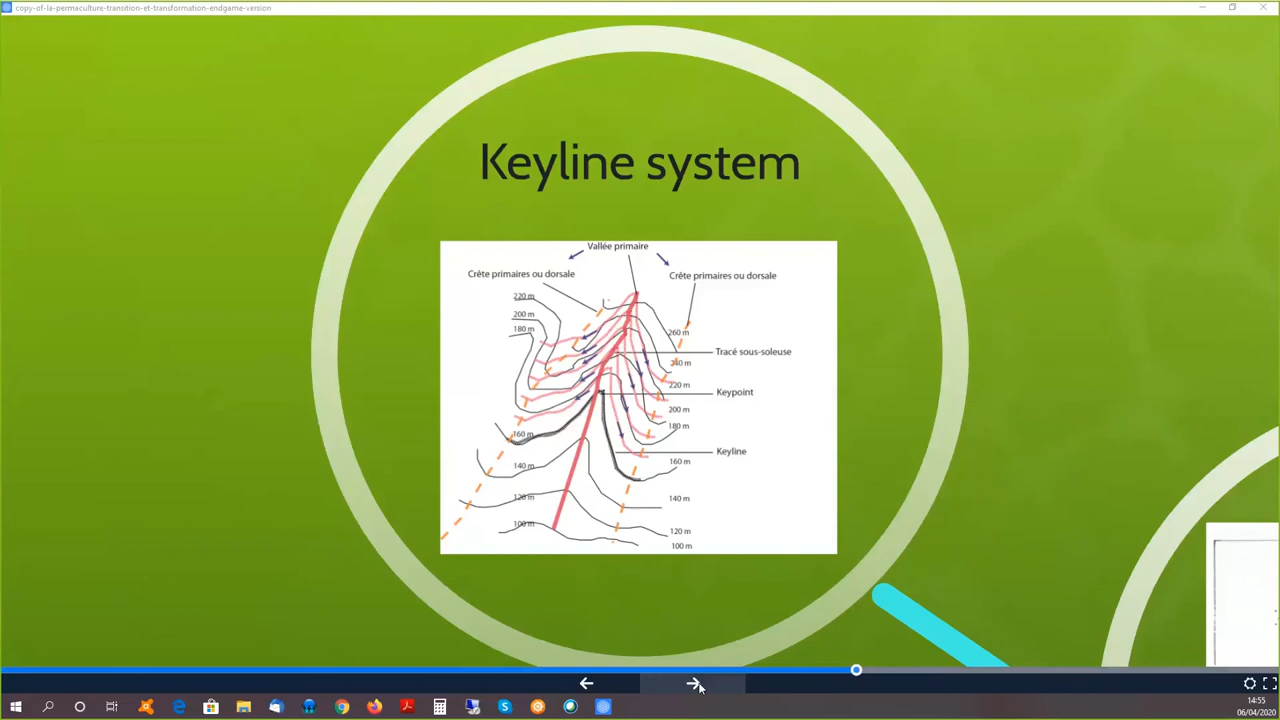 copy-of-la-permaculture-transition-et-transformation-endgame-version
Keyline system
Vallée primaire
Crête primaires ou dorsale
Crête primaires ou dorsale
220 m
200 m
180 m
260 m
Tracé sous-soleuse
240 m
220 m
Keypoint
200 m
180 m
160 m
Keyline
160 m
140 m
120 m
140 m
100 m
120 m
100 m
14:55
06/04/2020